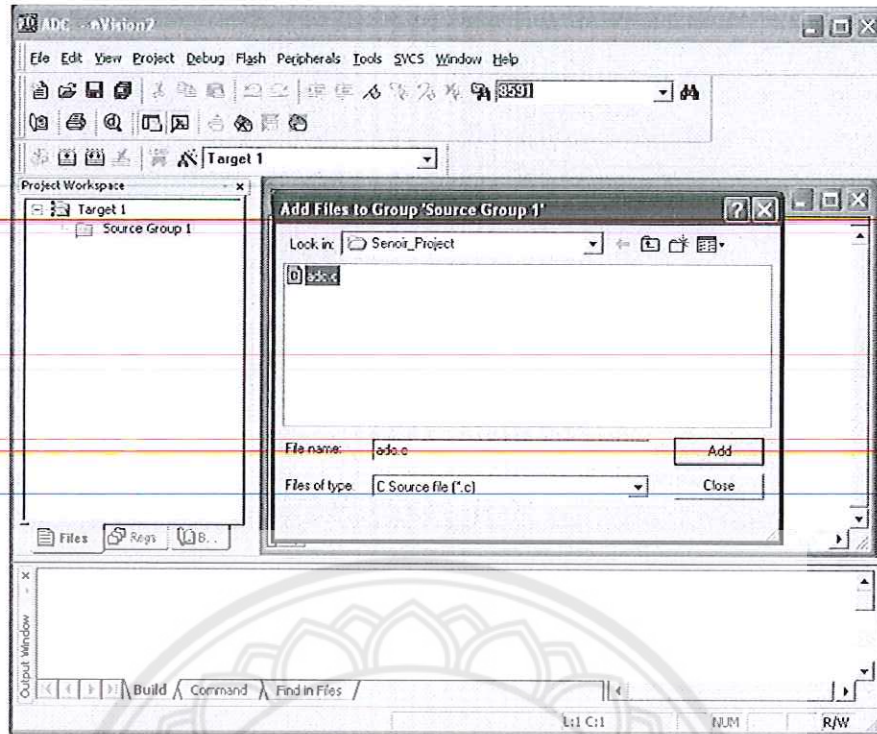 ADC - µVision2
File Edit View Project Debug Flash Peripherals Tools SVCS Window Help
8591
Target 1
Project Workspace
Target 1
Source Group 1
Add Files to Group 'Source Group 1'
Look in: Senoir_Project
adc.c
File name: adc.c
Add
Files of type: C Source file (*.c)
Close
Files Regs B..
Output Window
Build Command Find in Files
L:1 C:1 NUM R/W